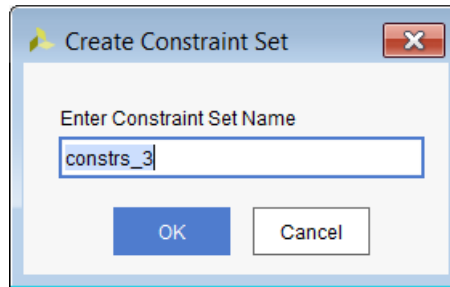 Create Constraint Set
Enter Constraint Set Name
constrs_3
OK
Cancel